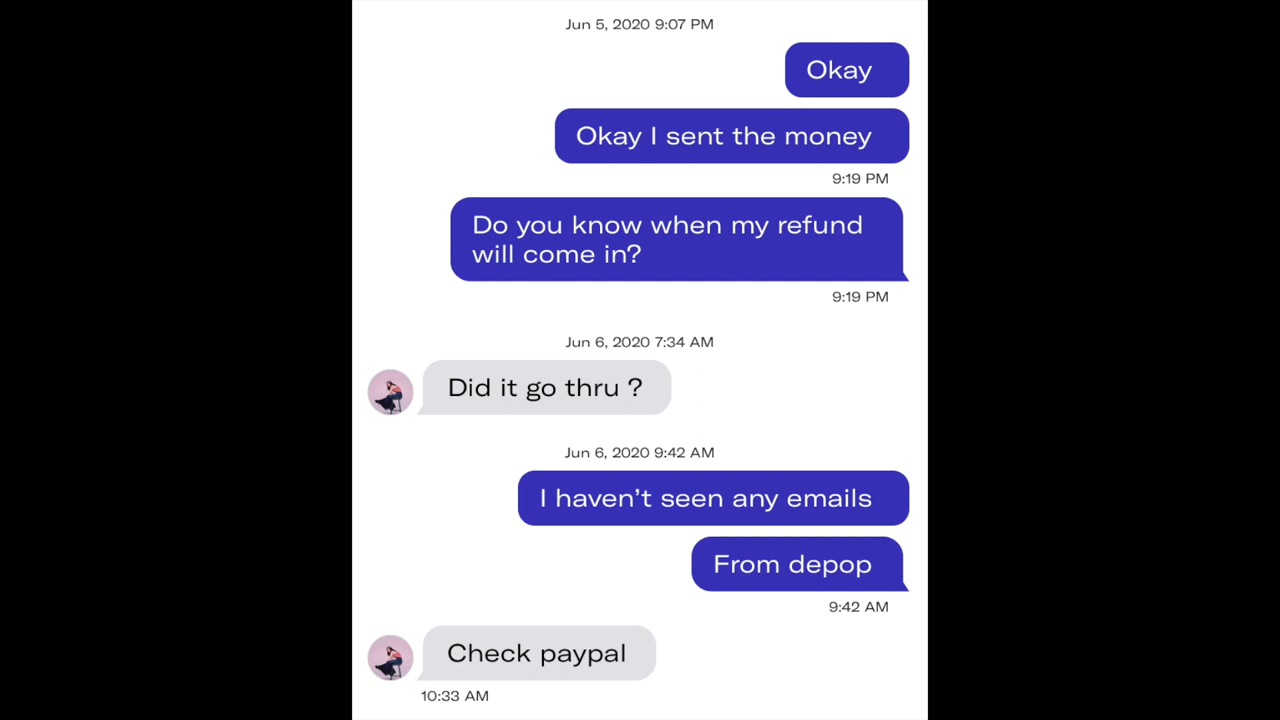 Jun 5, 2020 9:07 PM
Okay
Okay I sent the money
9:19 PM
Do you know when my refund
will come in?
9:19 PM
Jun 6, 2020 7:34 AM
Did it go thru ?
Jun 6, 2020 9:42 AM
I haven’t seen any emails
From depop
9:42 AM
Check paypal
10:33 AM